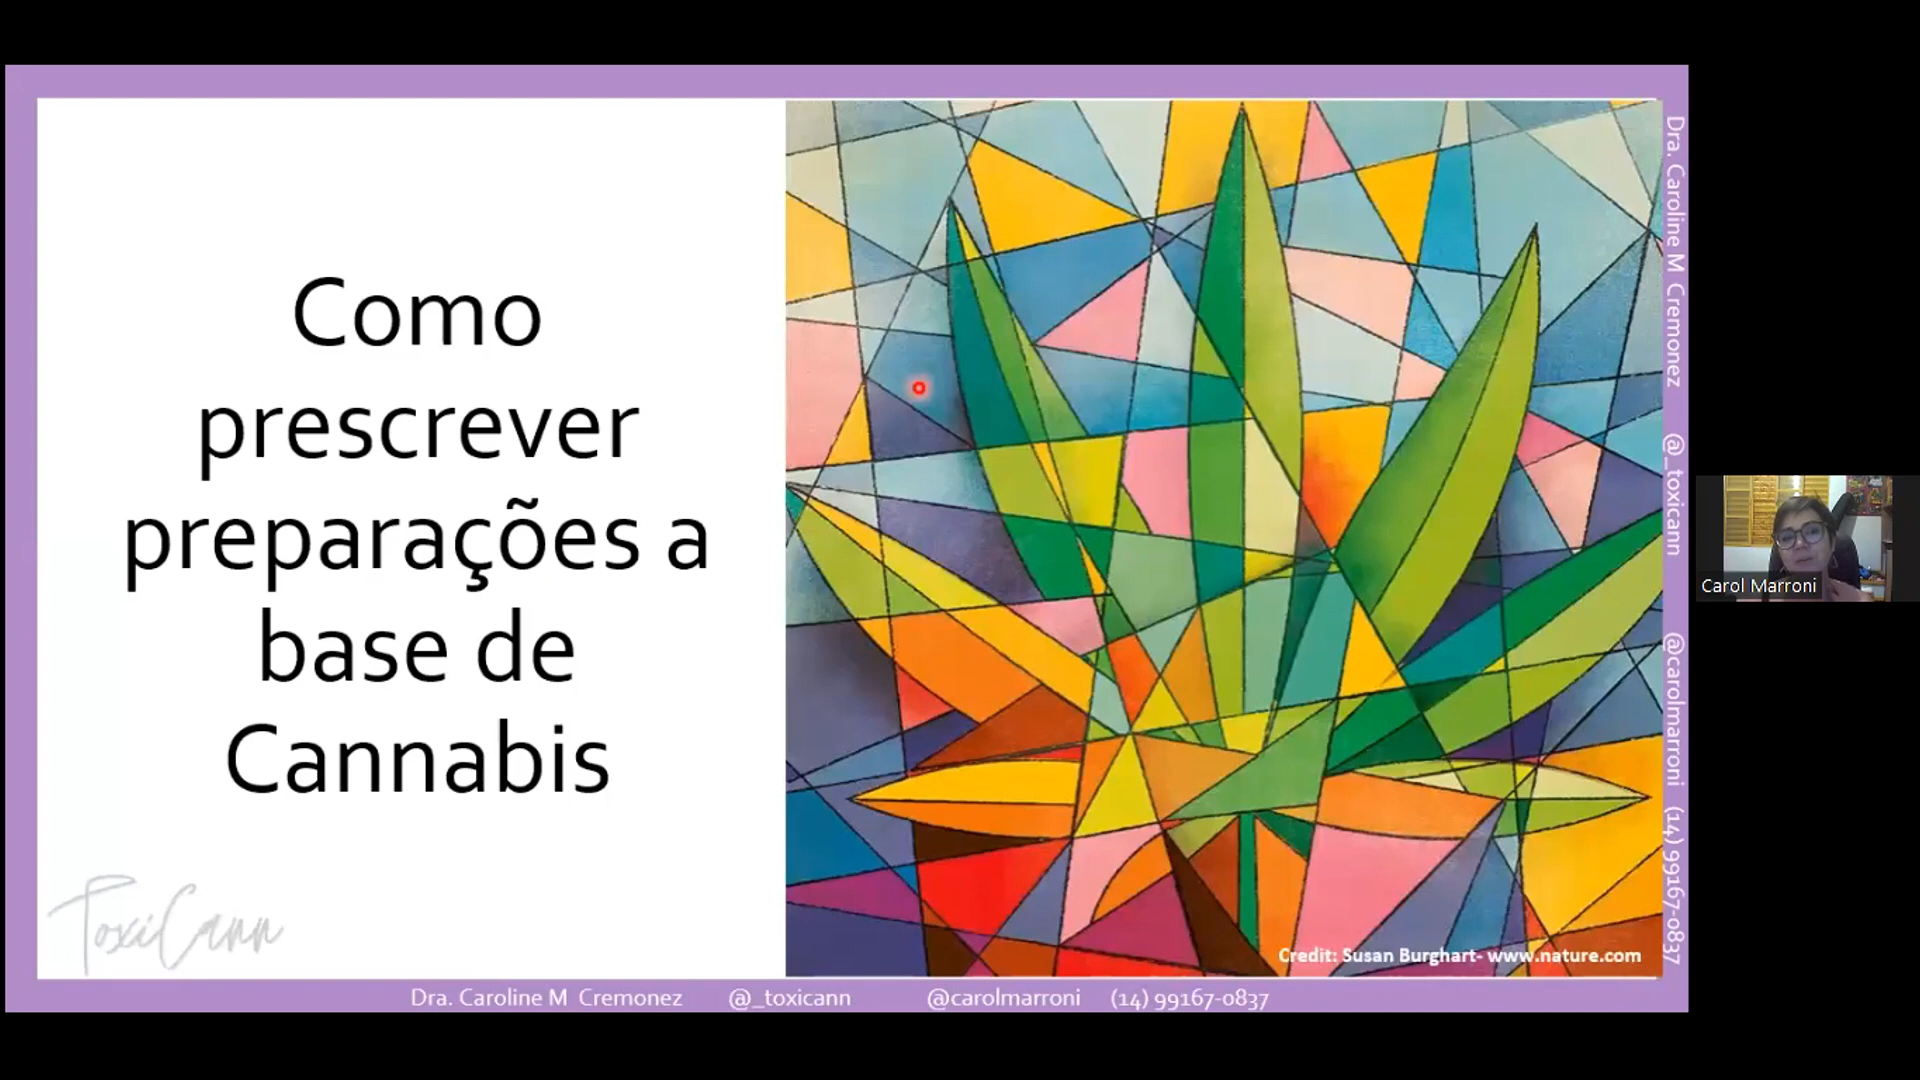 Como
prescrever
preparações a
base de
Cannabis
ToxiCann
Credit: Susan Burghart- www.nature.com
Dra. Caroline M Cremonez @_toxicann @carolmarroni (14) 99167-0837
Dra. Caroline M Cremonez @_toxicann @carolmarroni (14) 99167-0837
Carol Marroni